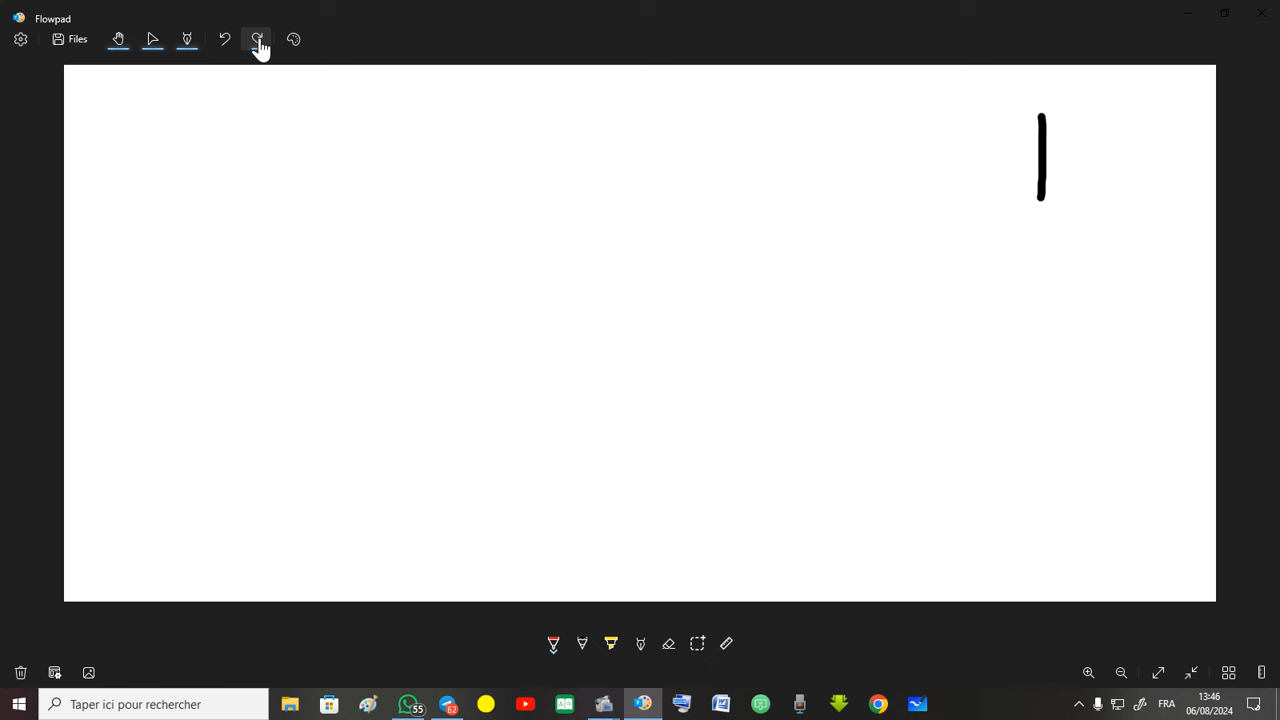 Flowpad
Files
55
62
Taper ici pour rechercher
FRA
13:46
06/08/2024